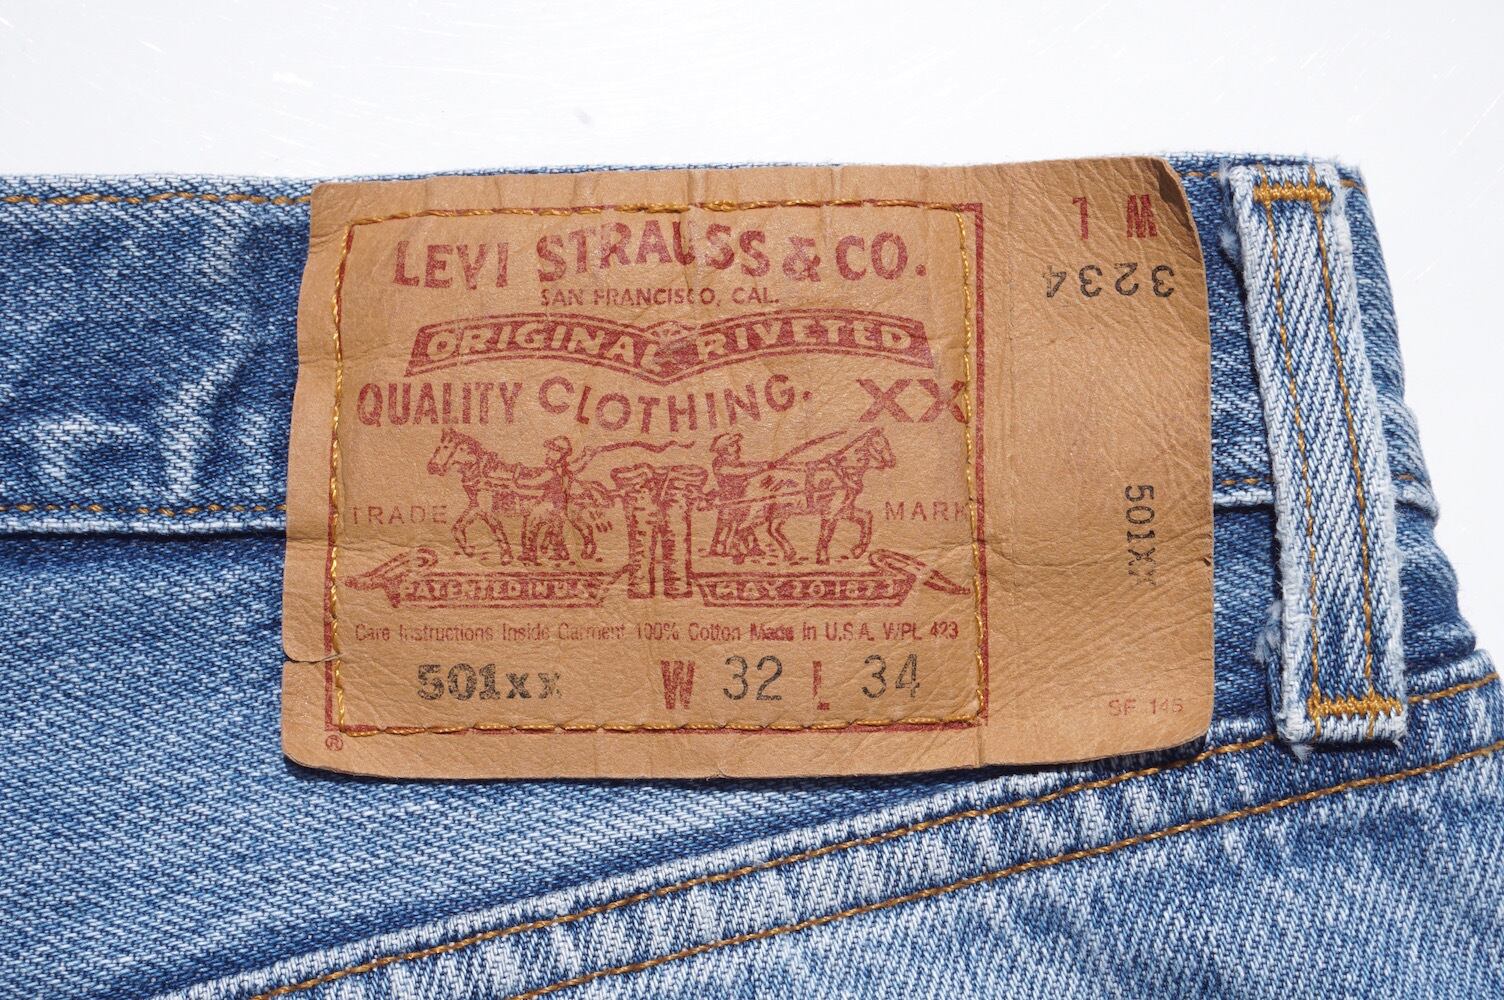 LEVI STRAUSS & CO.
SAN FRANCISCO, CAL.
ORIGINAL RIVETED
QUALITY CLOTHING. XX
TRADE MARK
PATENTED IN U.S. MAY 20 1873
Care Instructions Inside Garment 100% Cotton Made in U.S.A. WPL 423
501xx W 32 L 34
®
1 M
3234
501XX
SF 145